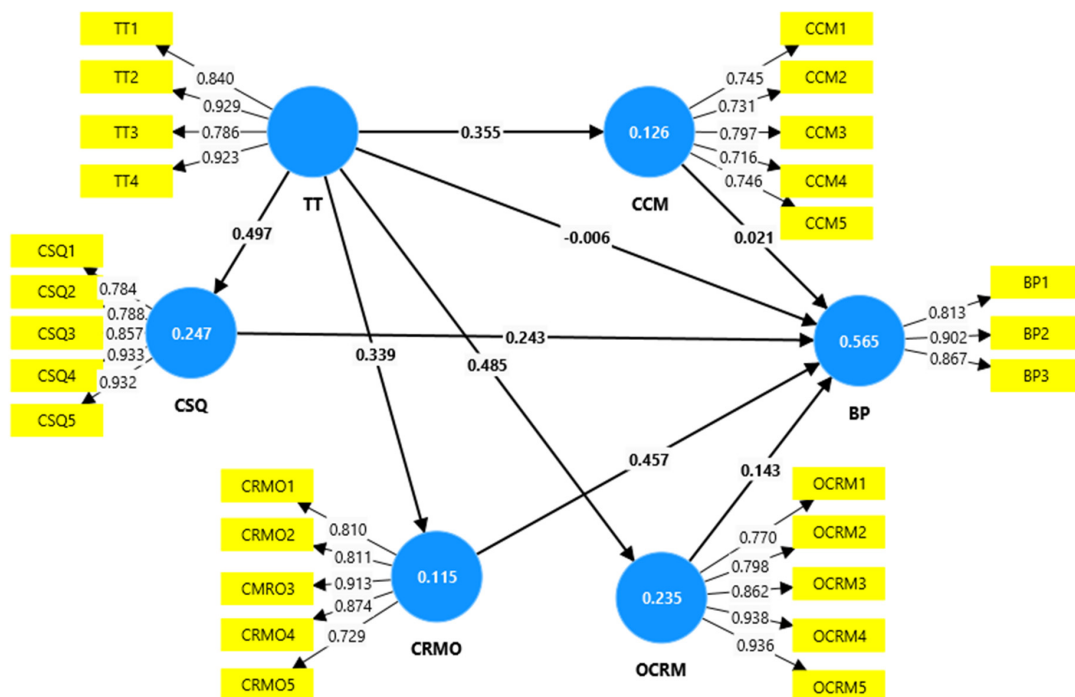 TT1
TT2
TT3
TT4
0.840
0.929
0.786
0.923
TT
0.355
0.126
CCM
0.745
0.731
0.797
0.716
0.746
CCM1
CCM2
CCM3
CCM4
CCM5
0.497
-0.006
0.021
CSQ1
CSQ2
CSQ3
CSQ4
CSQ5
0.784
0.788
0.857
0.933
0.932
0.247
CSQ
0.243
0.339
0.485
0.565
BP
0.813
0.902
0.867
BP1
BP2
BP3
0.457
0.143
CRMO1
CRMO2
CMRO3
CRMO4
CRMO5
0.810
0.811
0.913
0.874
0.729
0.115
CRMO
0.235
OCRM
0.770
0.798
0.862
0.938
0.936
OCRM1
OCRM2
OCRM3
OCRM4
OCRM5